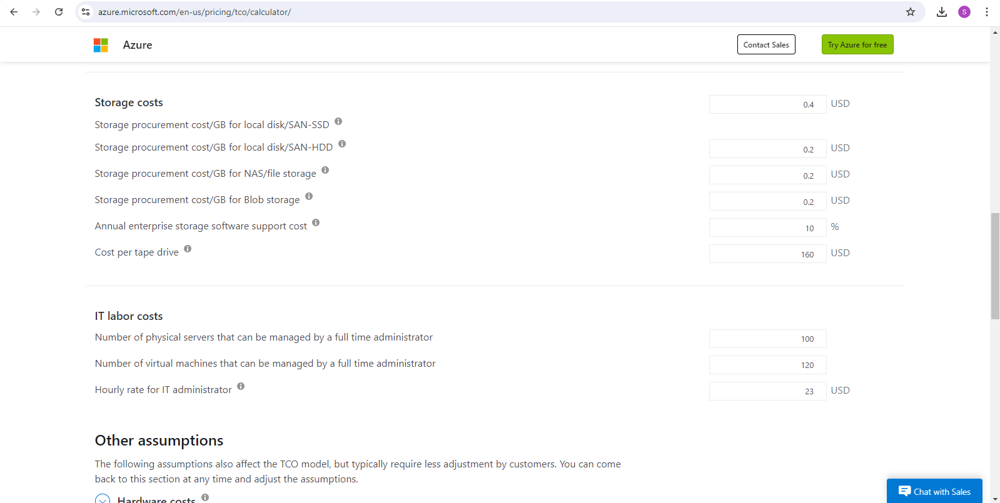 azure.microsoft.com/en-us/pricing/tco/calculator/
S
Azure
Contact Sales
Try Azure for free
Storage costs
0.4 USD
Storage procurement cost/GB for local disk/SAN-SSD
Storage procurement cost/GB for local disk/SAN-HDD 0.2 USD
Storage procurement cost/GB for NAS/file storage 0.2 USD
Storage procurement cost/GB for Blob storage 0.2 USD
Annual enterprise storage software support cost 10 %
Cost per tape drive 160 USD
IT labor costs
Number of physical servers that can be managed by a full time administrator 100
Number of virtual machines that can be managed by a full time administrator 120
Hourly rate for IT administrator 23 USD
Other assumptions
The following assumptions also affect the TCO model, but typically require less adjustment by customers. You can come
back to this section at any time and adjust the assumptions.
Hardware costs
Chat with Sales